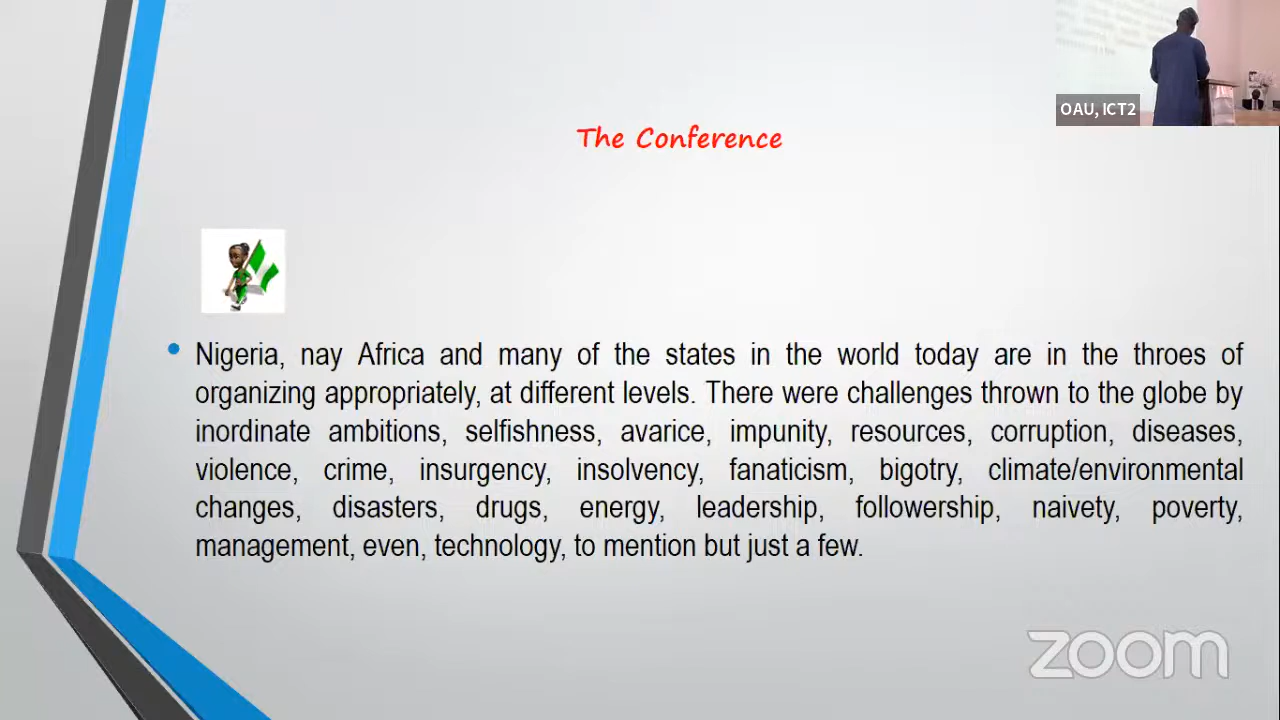 OAU, ICT2
The Conference
Nigeria, nay Africa and many of the states in the world today are in the throes of
organizing appropriately, at different levels. There were challenges thrown to the globe by
inordinate ambitions, selfishness, avarice, impunity, resources, corruption, diseases,
violence, crime, insurgency, insolvency, fanaticism, bigotry, climate/environmental
changes, disasters, drugs, energy, leadership, followership, naivety, poverty,
management, even, technology, to mention but just a few.
zoom